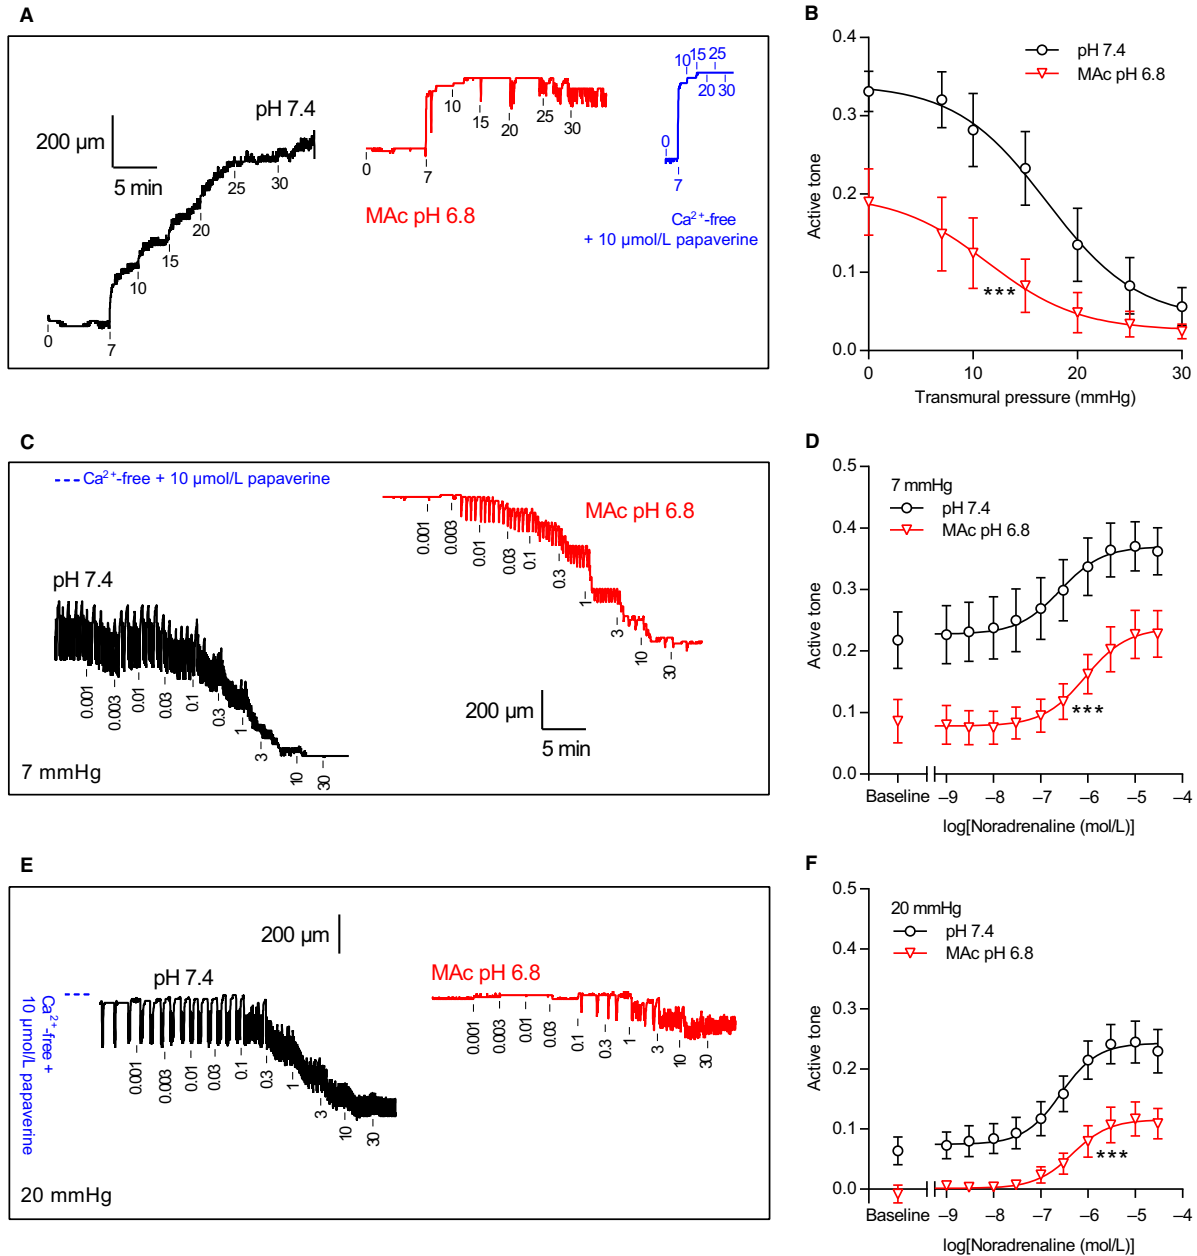 A
pH 7.4
200 µm
5 min
0
7
10
15
20
25
30
MAc pH 6.8
0
7
10
15
20
25
30
10 15 25
20 30
0
7
Ca²⁺-free
+ 10 µmol/L papaverine
B
pH 7.4
MAc pH 6.8
Active tone
0.4
0.3
0.2
0.1
0.0
***
0 10 20 30
Transmural pressure (mmHg)
C
Ca²⁺-free + 10 µmol/L papaverine
pH 7.4
0.001
0.003
0.01
0.03
0.1
0.3
1
3
10
30
7 mmHg
MAc pH 6.8
0.001
0.003
0.01
0.03
0.1
0.3
1
3
10
30
200 µm
5 min
D
7 mmHg
pH 7.4
MAc pH 6.8
Active tone
0.5
0.4
0.3
0.2
0.1
0.0
***
Baseline –9 –8 –7 –6 –5 –4
log[Noradrenaline (mol/L)]
E
200 µm
pH 7.4
Ca²⁺-free +
10 µmol/L papaverine
0.001
0.003
0.01
0.03
0.1
0.3
1
3
10
30
20 mmHg
MAc pH 6.8
0.001
0.003
0.01
0.03
0.1
0.3
1
3
10
30
F
20 mmHg
pH 7.4
MAc pH 6.8
Active tone
0.5
0.4
0.3
0.2
0.1
0.0
***
Baseline –9 –8 –7 –6 –5 –4
log[Noradrenaline (mol/L)]